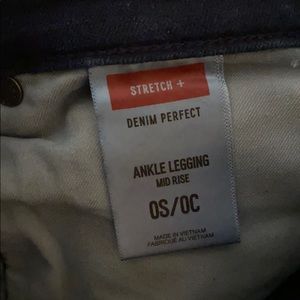 STRETCH +
DENIM PERFECT
ANKLE LEGGING
MID RISE
0S/0C
MADE IN VIETNAM
FABRIQUÉ AU VIETNAM